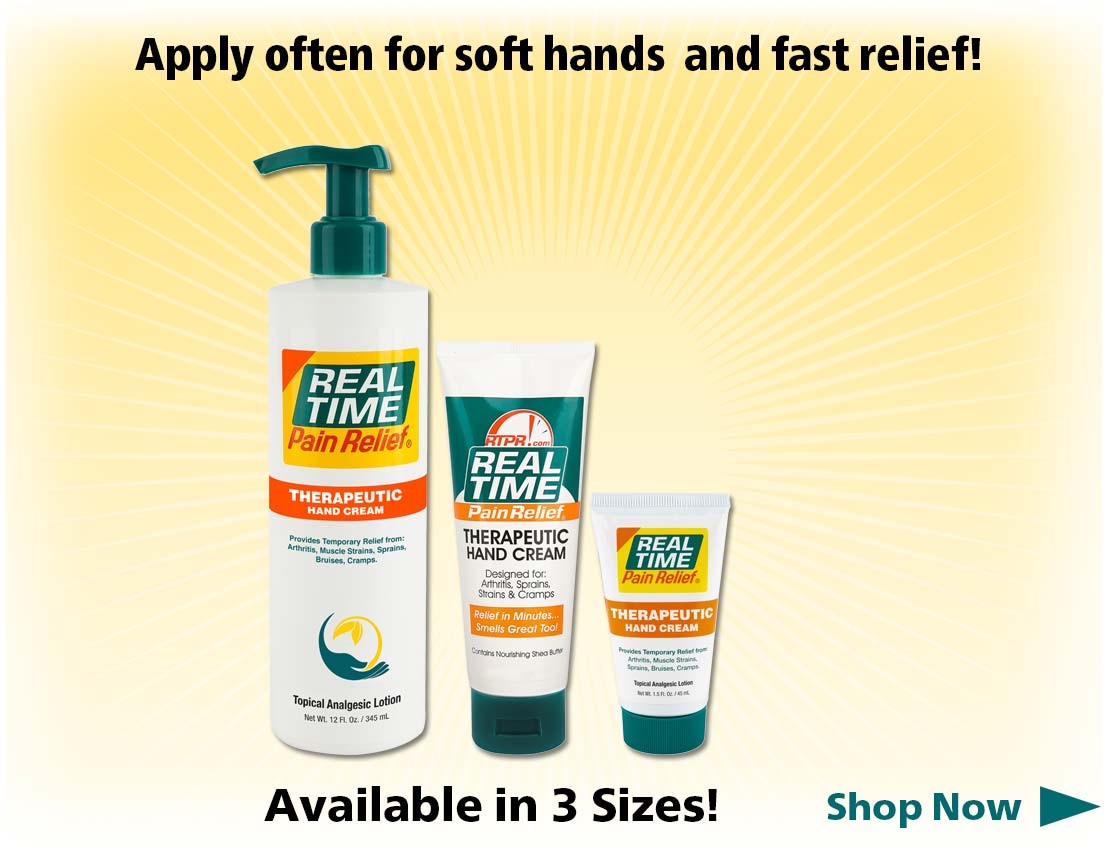 Apply often for soft hands and fast relief!
REAL
TIME
Pain Relief®
THERAPEUTIC
HAND CREAM
Provides Temporary Relief from:
Arthritis, Muscle Strains, Sprains,
Bruises, Cramps.
Topical Analgesic Lotion
Net Wt. 12 Fl. Oz. / 345 mL
RTPR!.com
REAL
TIME
Pain Relief®
THERAPEUTIC
HAND CREAM
Designed for:
Arthritis, Sprains,
Strains & Cramps
Relief in Minutes...
Smells Great Too!
Contains Nourishing Shea Butter
REAL
TIME
Pain Relief®
THERAPEUTIC
HAND CREAM
Provides Temporary Relief from:
Arthritis, Muscle Strains,
Sprains, Bruises, Cramps.
Topical Analgesic Lotion
Net Wt. 1.5 Fl. Oz. / 45 mL
Available in 3 Sizes!
Shop Now